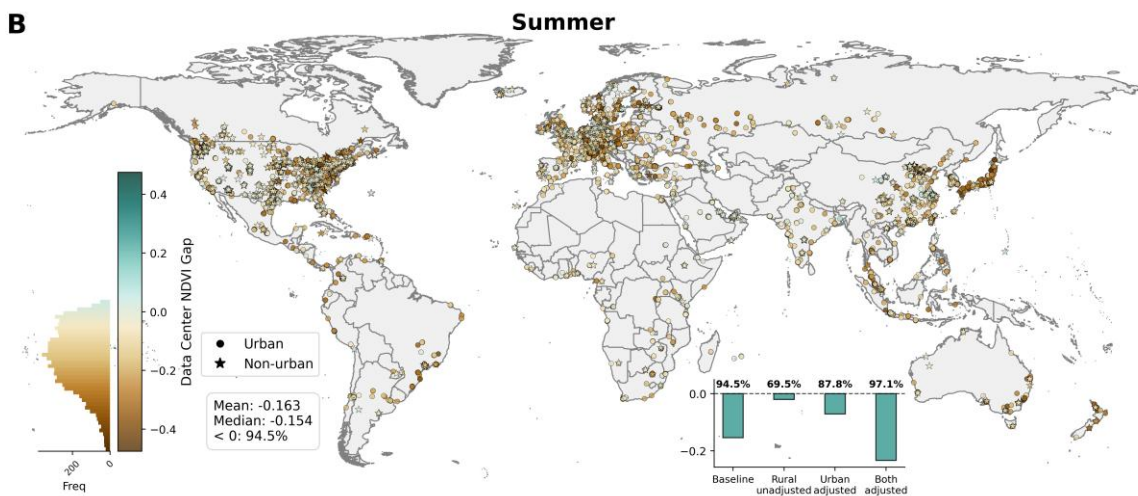 B
Summer
Data Center NDVI Gap
0.4
0.2
0.0
−0.2
−0.4
200
0
Freq
Urban
Non-urban
Mean: -0.163
Median: -0.154
< 0: 94.5%
94.5% 69.5% 87.8% 97.1%
0.0
−0.2
Baseline Rural Urban Both
unadjusted adjusted adjusted